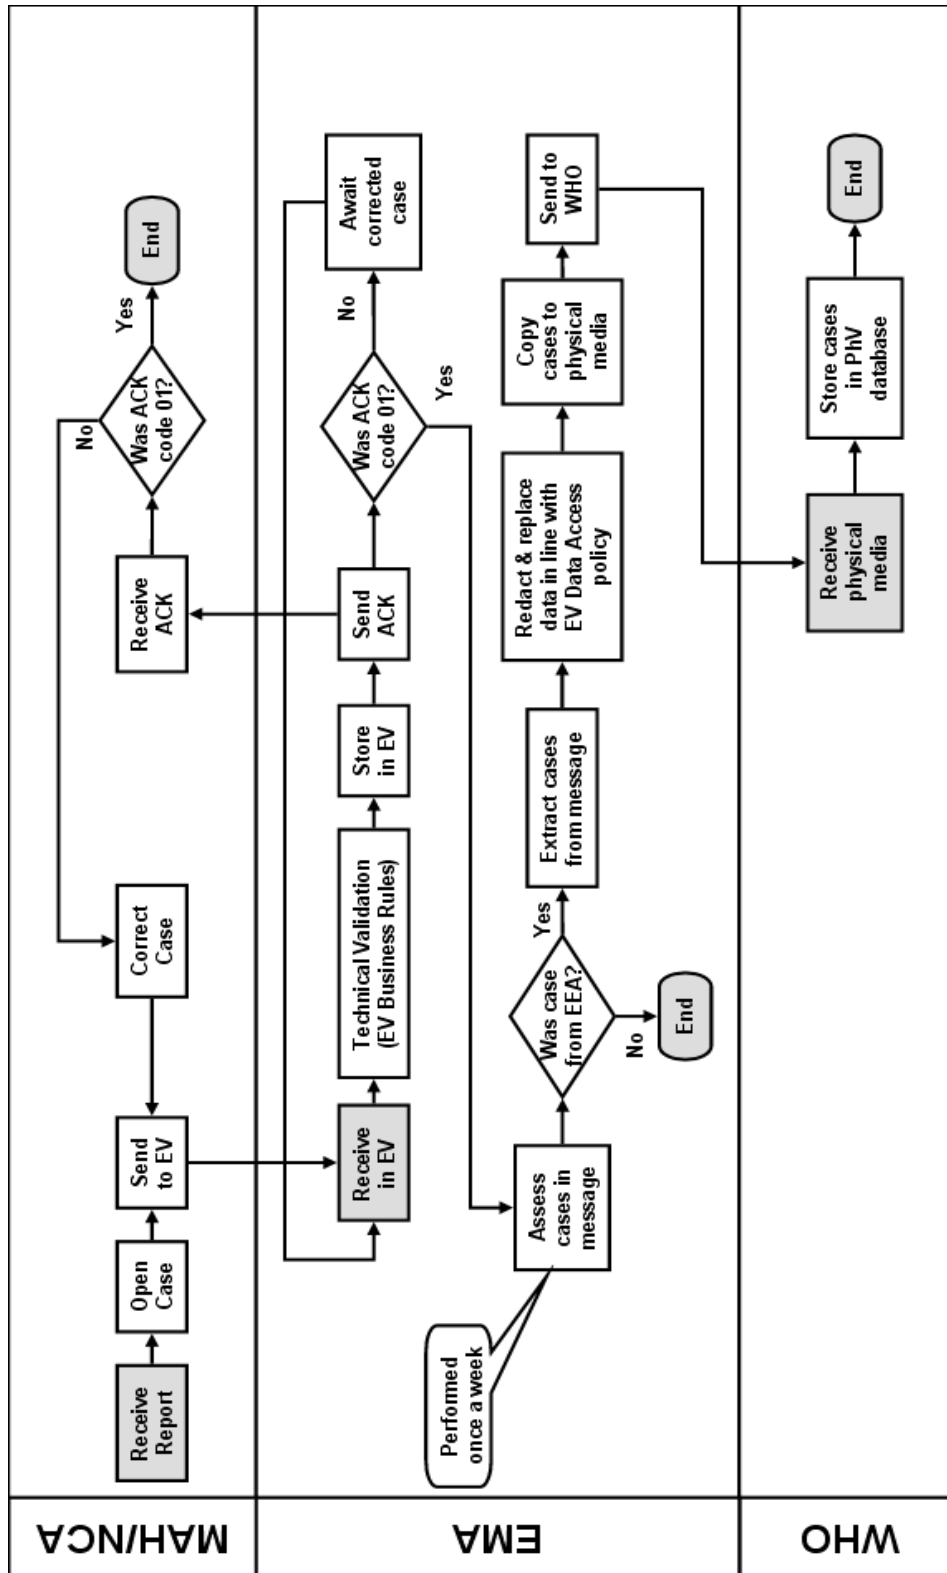 MAH/NCA
Receive
Report
Open
Case
Send
to EV
Correct
Case
Receive
ACK
Was ACK
code 01?
No
Yes
End
EMA
Receive
in EV
Technical Validation
(EV Business Rules)
Store
in EV
Send
ACK
Was ACK
code 01?
No
Yes
Await
corrected
case
Performed
once a week
Assess
cases in
message
Was case
from EEA?
No
Yes
End
Extract cases
from message
Redact & replace
data in line with
EV Data Access
policy
Copy
cases to
physical
media
Send to
WHO
WHO
Receive
physical
media
Store cases
in PhV
database
End